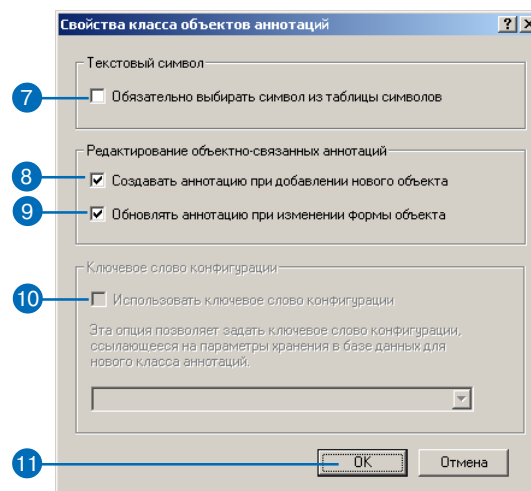 Свойства класса объектов аннотаций
Текстовый символ
7 Обязательно выбирать символ из таблицы символов
Редактирование объектно-связанных аннотаций
8 Создавать аннотацию при добавлении нового объекта
9 Обновлять аннотацию при изменении формы объекта
Ключевое слово конфигурации
10 Использовать ключевое слово конфигурации
Эта опция позволяет задать ключевое слово конфигурации,
ссылающееся на параметры хранения в базе данных для
нового класса аннотаций.
11 OK Отмена